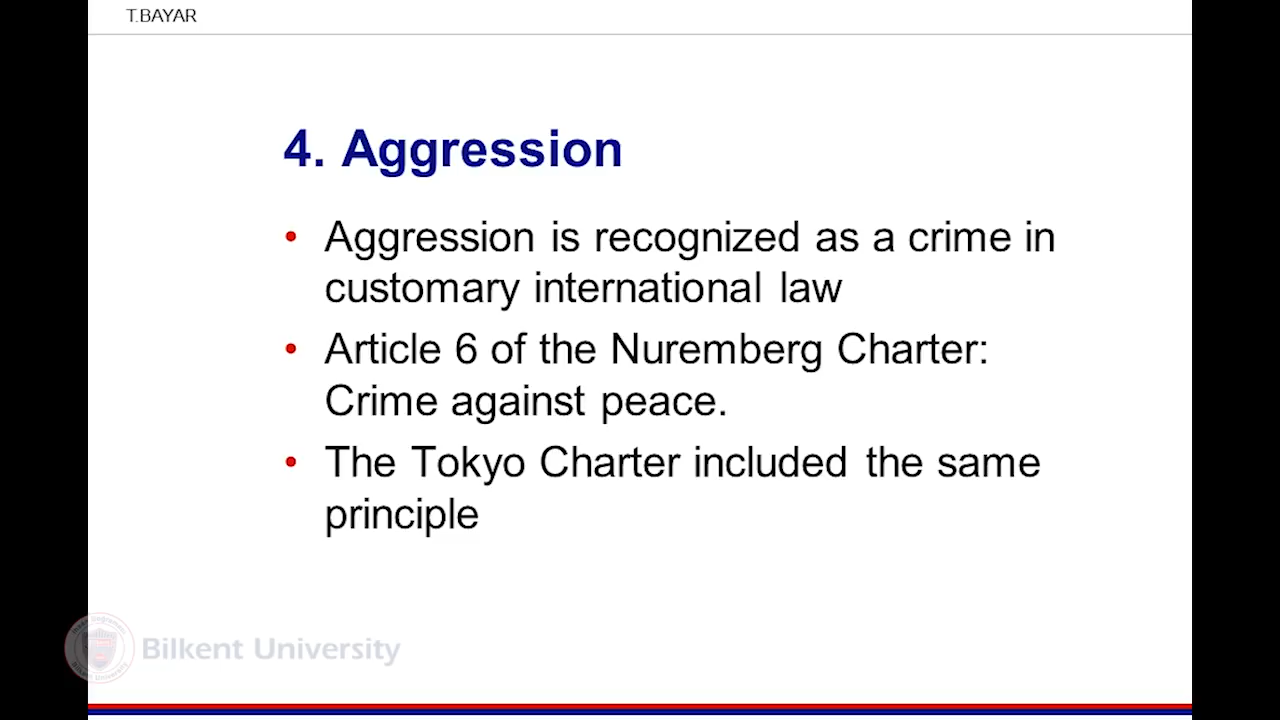 T.BAYAR
4. Aggression
• Aggression is recognized as a crime in
customary international law
• Article 6 of the Nuremberg Charter:
Crime against peace.
• The Tokyo Charter included the same
principle
Bilkent University